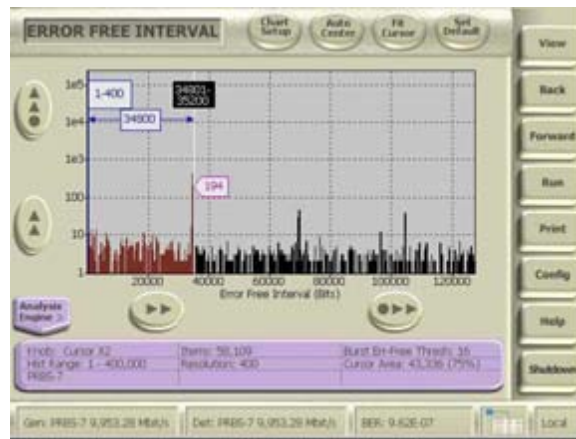 ERROR FREE INTERVAL
Chart Setup
Auto Center
Fit Cursor
Set Default
View
Back
Forward
Run
Print
Config
Help
Shutdown
1e5
1e4
1e3
100
10
1
1-400
34801-
35200
34800
194
20000 40000 60000 80000 100000 120000
Error Free Interval (Bits)
Analysis
Engine >
Knob: Cursor X2
Hist Range: 1 - 400,000
PRBS-7
Items: 58,109
Resolution: 400
Burst Err-Free Thresh: 16
Cursor Area: 43,336 (75%)
Gen: PRBS-7 9,953.28 Mbit/s
Det: PRBS-7 9,953.28 Mbit/s
BER: 9.62E-07
Local